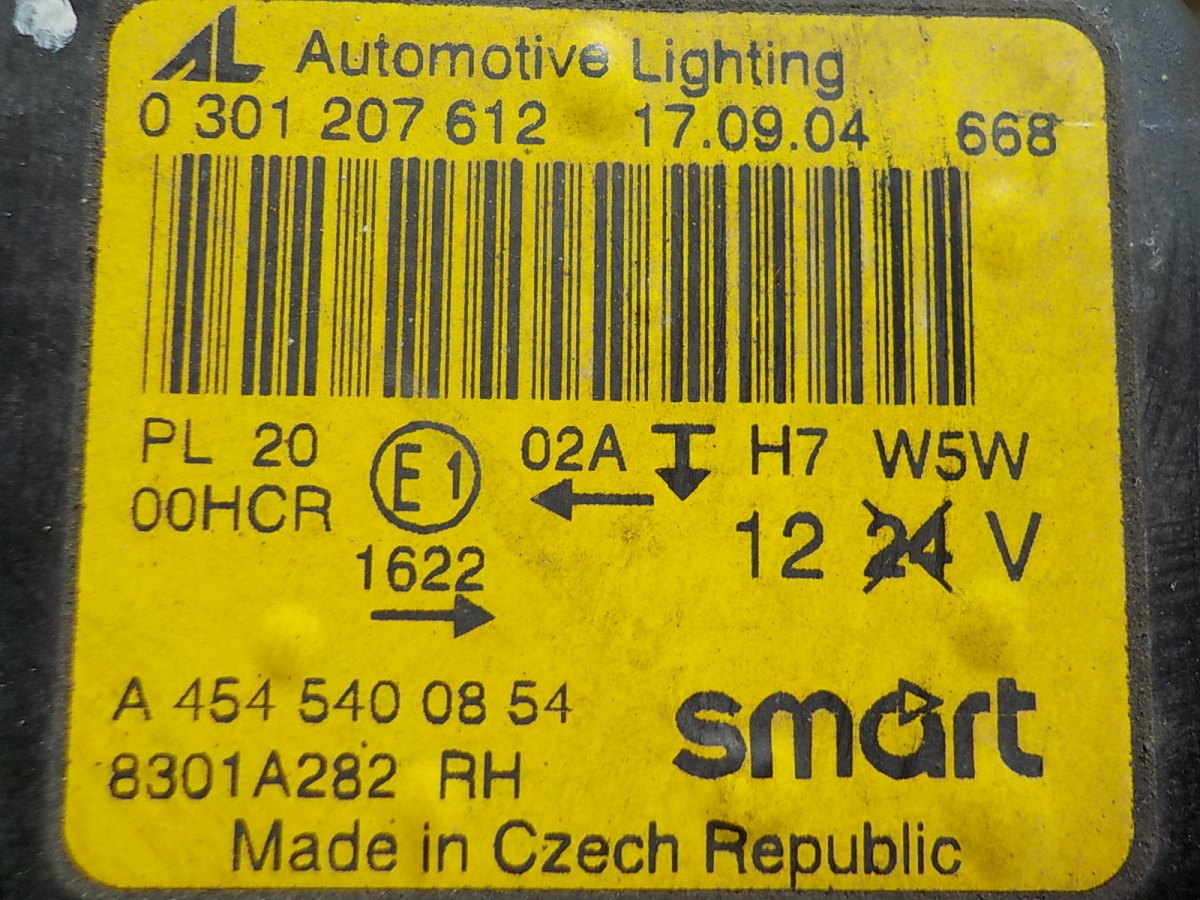 AL Automotive Lighting
0 301 207 612 17.09.04 668
PL 20 E1 02A H7 W5W
00HCR 12 24 V
1622
A 454 540 08 54
8301A282 RH
smart
Made in Czech Republic